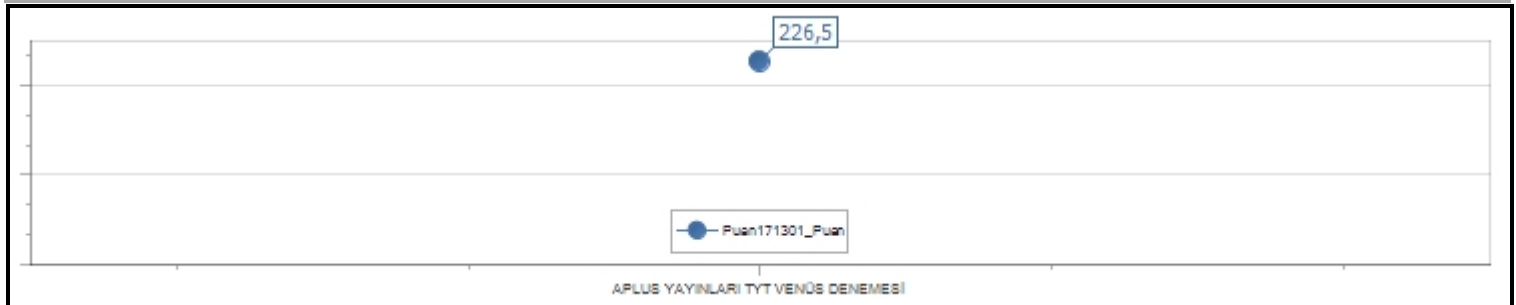 226,5
Puan171301_Puan
APLUS YAYINLARI TYT VENÜS DENEMESİ